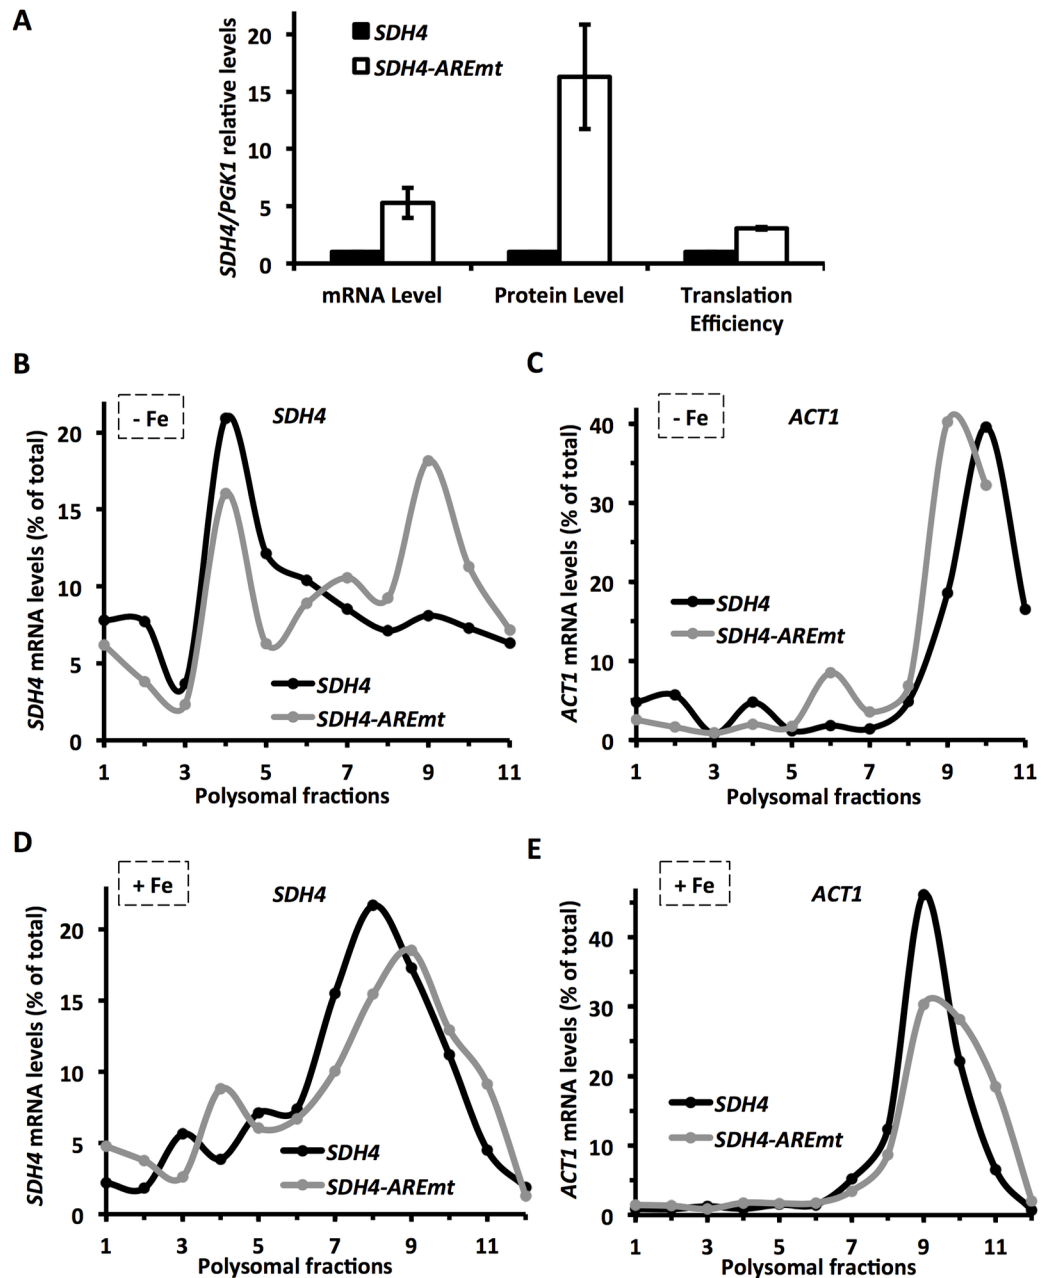 A
SDH4/PGK1 relative levels
20
15
10
5
0
SDH4
SDH4-AREmt
mRNA Level
Protein Level
Translation
Efficiency
B
- Fe
SDH4
SDH4 mRNA levels (% of total)
20
15
10
5
0
SDH4
SDH4-AREmt
1 3 5 7 9 11
Polysomal fractions
C
- Fe
ACT1
ACT1 mRNA levels (% of total)
40
30
20
10
0
SDH4
SDH4-AREmt
1 3 5 7 9 11
Polysomal fractions
D
+ Fe
SDH4
SDH4 mRNA levels (% of total)
20
15
10
5
0
SDH4
SDH4-AREmt
1 3 5 7 9 11
Polysomal fractions
E
+ Fe
ACT1
ACT1 mRNA levels (% of total)
40
30
20
10
0
SDH4
SDH4-AREmt
1 3 5 7 9 11
Polysomal fractions